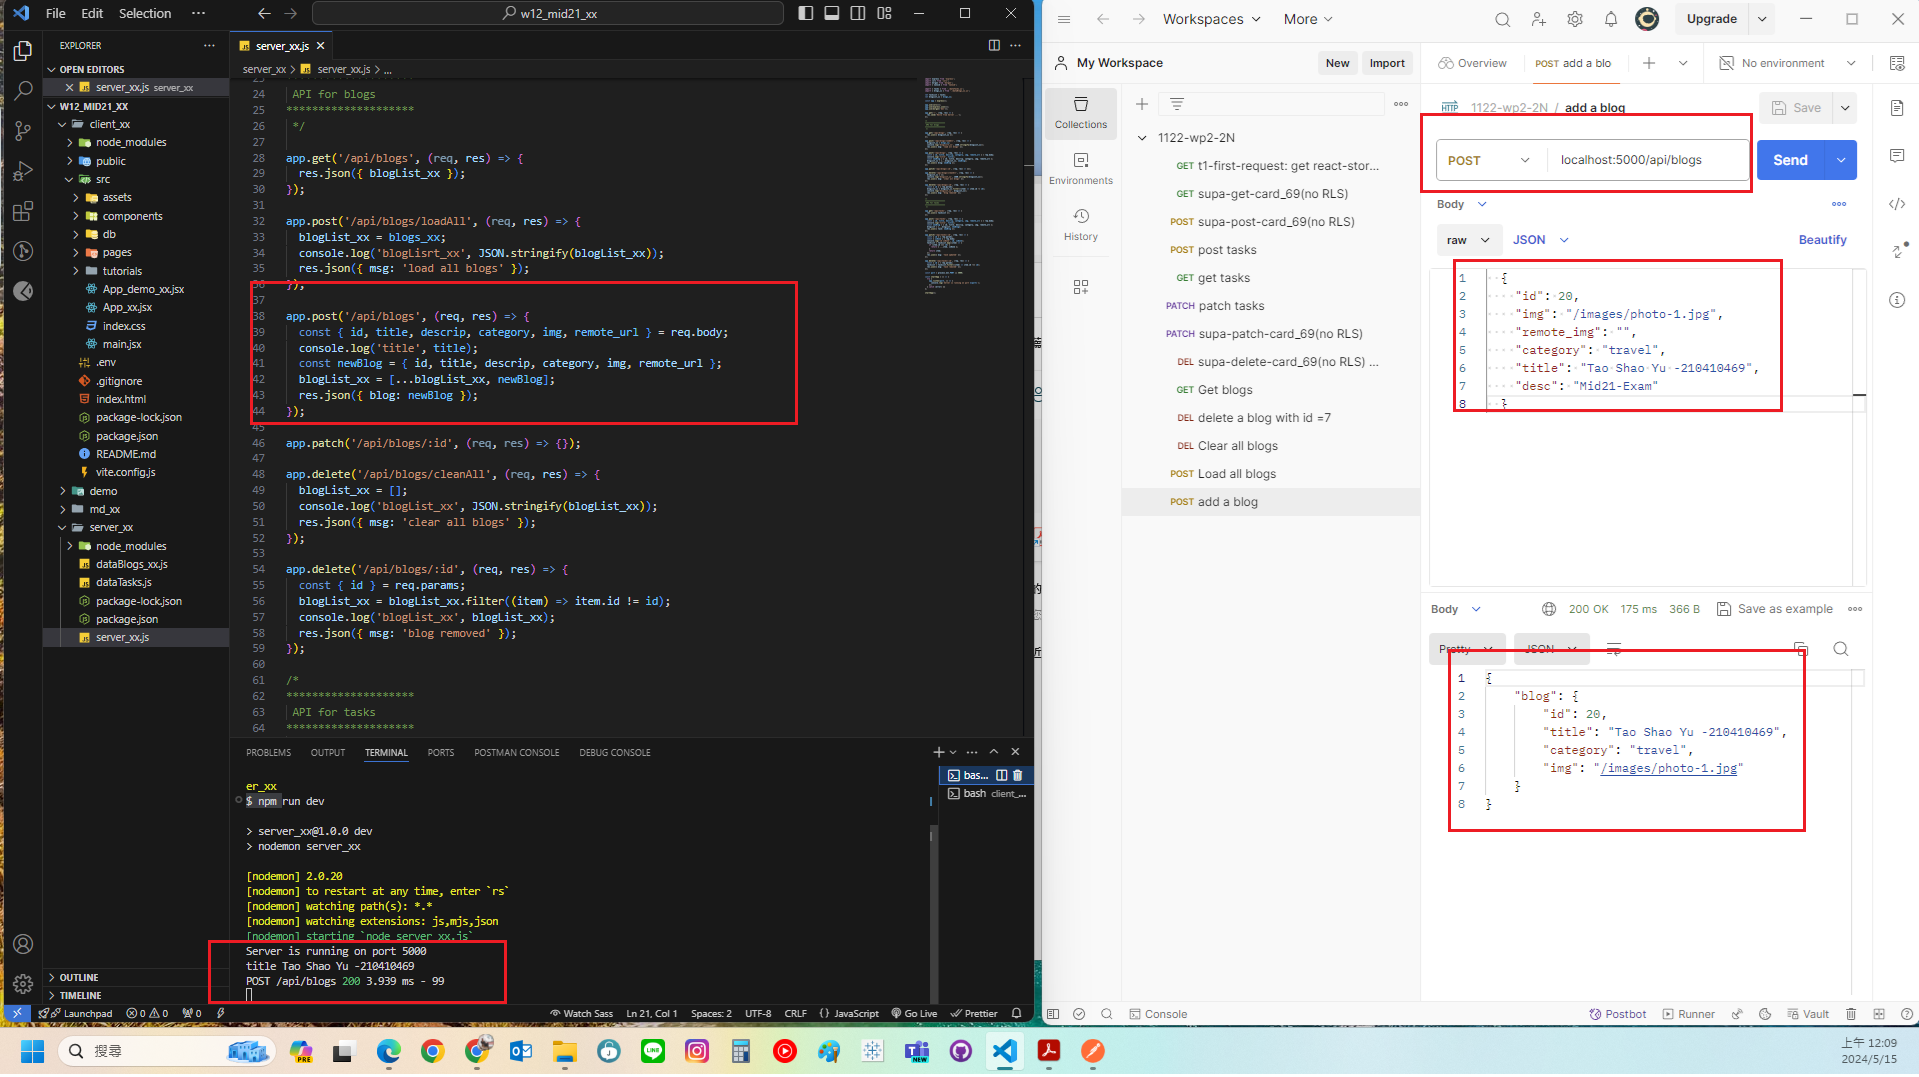 File Edit Selection ···
w12_mid21_xx
EXPLORER
OPEN EDITORS
server_xx.js server_xx
W12_MID21_XX
client_xx
node_modules
public
src
assets
components
db
pages
tutorials
App_demo_xx.jsx
App_xx.jsx
index.css
main.jsx
.env
.gitignore
index.html
package-lock.json
package.json
README.md
vite.config.js
demo
md_xx
server_xx
node_modules
dataBlogs_xx.js
dataTasks.js
package-lock.json
package.json
server_xx.js
OUTLINE
TIMELINE
server_xx.js
server_xx > server_xx.js > ...
24 API for blogs
25 ********************
26 */
27
28 app.get('/api/blogs', (req, res) => {
29 res.json({ blogList_xx });
30 });
31
32 app.post('/api/blogs/loadAll', (req, res) => {
33 blogList_xx = blogs_xx;
34 console.log('blogLisrt_xx', JSON.stringify(blogList_xx));
35 res.json({ msg: 'load all blogs' });
36 });
37
38 app.post('/api/blogs', (req, res) => {
39 const { id, title, descrip, category, img, remote_url } = req.body;
40 console.log('title', title);
41 const newBlog = { id, title, descrip, category, img, remote_url };
42 blogList_xx = [...blogList_xx, newBlog];
43 res.json({ blog: newBlog });
44 });
45
46 app.patch('/api/blogs/:id', (req, res) => {});
47
48 app.delete('/api/blogs/cleanAll', (req, res) => {
49 blogList_xx = [];
50 console.log('blogList_xx', JSON.stringify(blogList_xx));
51 res.json({ msg: 'clear all blogs' });
52 });
53
54 app.delete('/api/blogs/:id', (req, res) => {
55 const { id } = req.params;
56 blogList_xx = blogList_xx.filter((item) => item.id != id);
57 console.log('blogList_xx', blogList_xx);
58 res.json({ msg: 'blog removed' });
59 });
60
61 /*
62 ********************
63 API for tasks
64 ********************
PROBLEMS OUTPUT TERMINAL PORTS POSTMAN CONSOLE DEBUG CONSOLE
er_xx
$ npm run dev
> server_xx@1.0.0 dev
> nodemon server_xx
[nodemon] 2.0.20
[nodemon] to restart at any time, enter `rs`
[nodemon] watching path(s): *.*
[nodemon] watching extensions: js,mjs,json
[nodemon] starting `node server_xx.js`
Server is running on port 5000
title Tao Shao Yu -210410469
POST /api/blogs 200 3.939 ms - 99
bas...
bash client_...
Launchpad 0 0 0 Watch Sass Ln 21, Col 1 Spaces: 2 UTF-8 CRLF {} JavaScript Go Live Prettier
Workspaces More
Upgrade
My Workspace New Import
Overview POST add a blo No environment
Collections
Environments
History
1122-wp2-2N
GET t1-first-request: get react-stor...
GET supa-get-card_69(no RLS)
POST supa-post-card_69(no RLS)
POST post tasks
GET get tasks
PATCH patch tasks
PATCH supa-patch-card_69(no RLS)
DEL supa-delete-card_69(no RLS) ...
GET Get blogs
DEL delete a blog with id =7
DEL Clear all blogs
POST Load all blogs
POST add a blog
HTTP 1122-wp2-2N / add a blog Save
POST localhost:5000/api/blogs Send
Body
raw JSON Beautify
1 {
2 "id": 20,
3 "img": "/images/photo-1.jpg",
4 "remote_img": "",
5 "category": "travel",
6 "title": "Tao Shao Yu -210410469",
7 "desc": "Mid21-Exam"
8 }
Body 200 OK 175 ms 366 B Save as example
Pretty JSON
1 {
2 "blog": {
3 "id": 20,
4 "title": "Tao Shao Yu -210410469",
5 "category": "travel",
6 "img": "/images/photo-1.jpg"
7 }
8 }
Console Postbot Runner Vault
搜尋
PRE
NEW
上午 12:09
2024/5/15